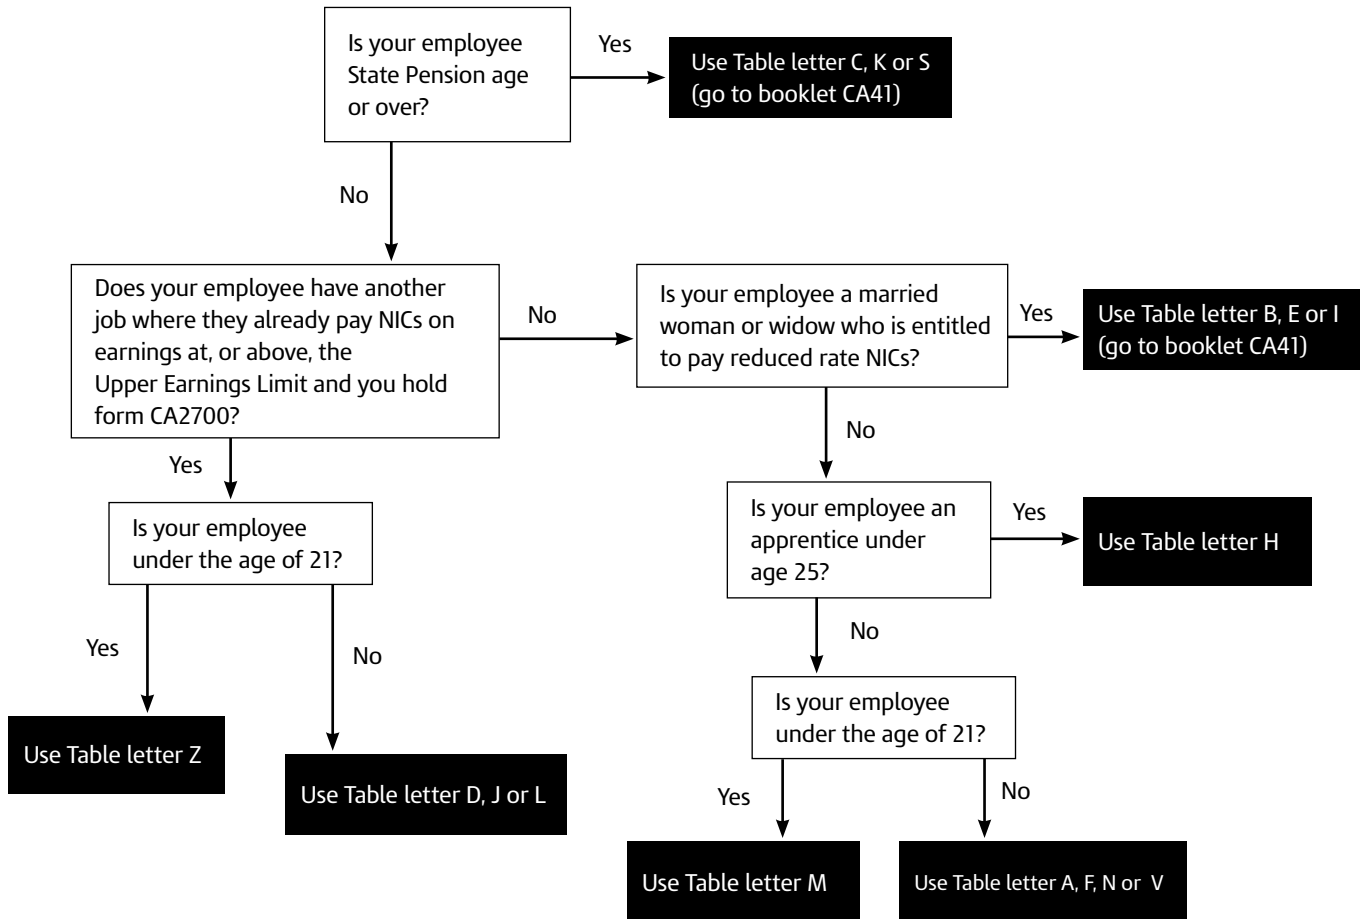 Is your employee
State Pension age
or over?
Yes
Use Table letter C, K or S
(go to booklet CA41)
No
Does your employee have another
job where they already pay NICs on
earnings at, or above, the
Upper Earnings Limit and you hold
form CA2700?
No
Is your employee a married
woman or widow who is entitled
to pay reduced rate NICs?
Yes
Use Table letter B, E or I
(go to booklet CA41)
Yes
No
Is your employee
under the age of 21?
Is your employee an
apprentice under
age 25?
Yes
Use Table letter H
Yes
No
No
Is your employee
under the age of 21?
Use Table letter Z
Use Table letter D, J or L
Yes
No
Use Table letter M
Use Table letter A, F, N or V